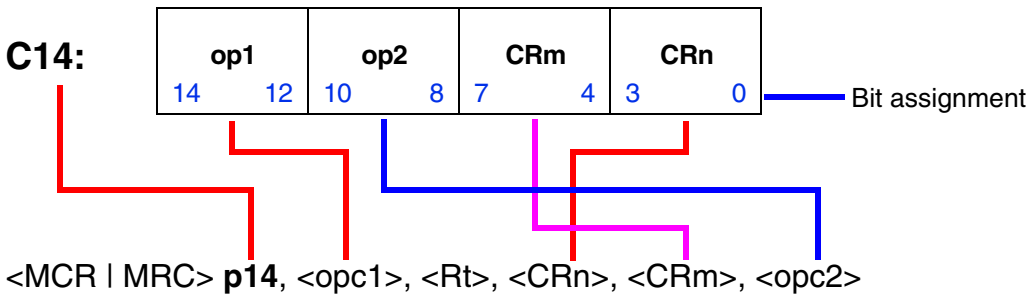 C14: op1 op2 CRm CRn
14 12 10 8 7 4 3 0 Bit assignment
<MCR | MRC> p14, <opc1>, <Rt>, <CRn>, <CRm>, <opc2>